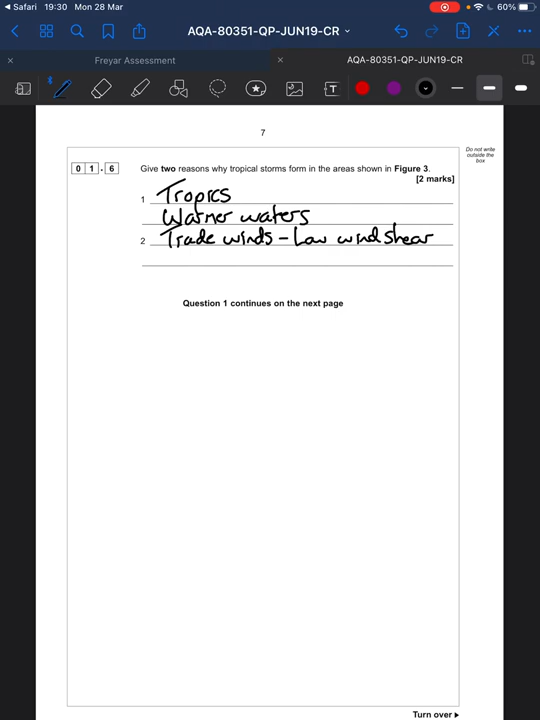 Safari 19:30 Mon 28 Mar 60%
AQA-80351-QP-JUN19-CR
Freyar Assessment
AQA-80351-QP-JUN19-CR
7
Do not write
outside the
box
0 1 . 6 Give two reasons why tropical storms form in the areas shown in Figure 3.
[2 marks]
1 Tropics
Warmer waters
2 Trade winds - Low wind shear
Question 1 continues on the next page
Turn over